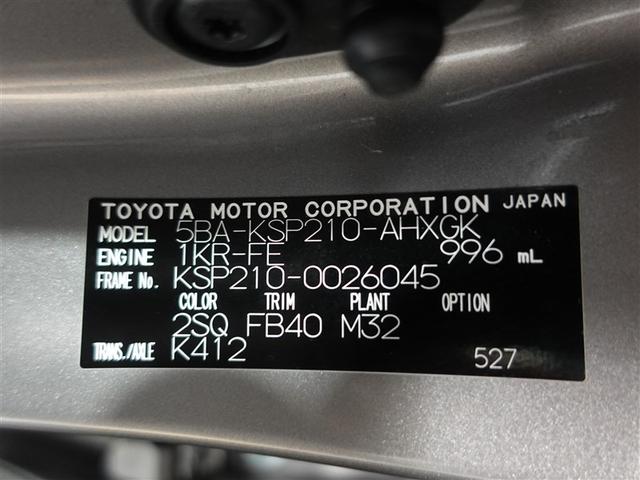 TOYOTA MOTOR CORPORATION JAPAN
MODEL 5BA-KSP210-AHXGK
ENGINE 1KR-FE 996 mL
FRAME No. KSP210-0026045
COLOR TRIM PLANT OPTION
2SQ FB40 M32
TRANS./AXLE K412 527